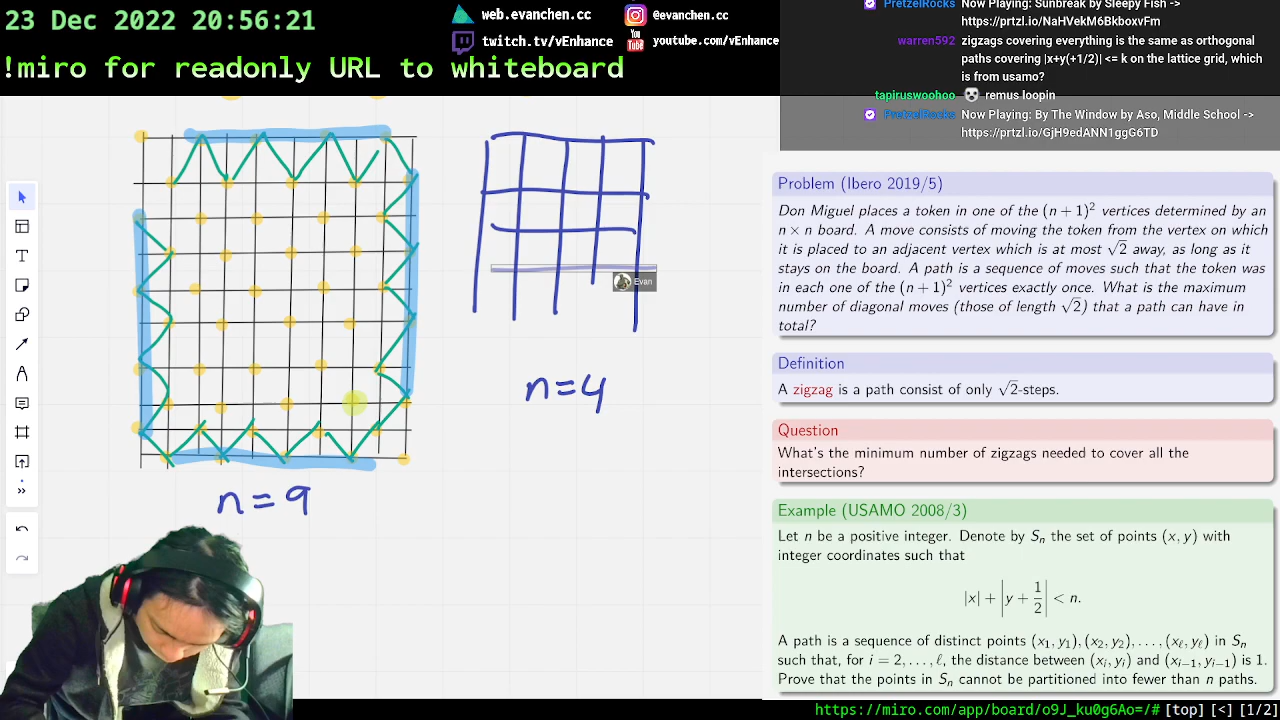 23 Dec 2022 20:56:21
web.evanchen.cc
@evanchen.cc
twitch.tv/vEnhance
youtube.com/vEnhance
!miro for readonly URL to whiteboard
PretzelRocks Now Playing: Sunbreak by Sleepy Fish ->
https://prtzl.io/NaHVekM6BkboxvFm
warren592 zigzags covering everything is the same as orthogonal
paths covering |x|+|y(+1/2)| <= k on the lattice grid which
is from usamo?
tapiruswoohoo remus loopin
PretzelRocks Now Playing: By The Window by Aso, Middle School ->
https://prtzl.io/GjH9edANN1ggG6TD
n=9
n=4
Evan
Problem (Ibero 2019/5)
Don Miguel places a token in one of the (n + 1)² vertices determined by an
n × n board. A move consists of moving the token from the vertex on which
it is placed to an adjacent vertex which is at most √2 away, as long as it
stays on the board. A path is a sequence of moves such that the token was
in each one of the (n + 1)² vertices exactly once. What is the maximum
number of diagonal moves (those of length √2) that a path can have in
total?
Definition
A zigzag is a path consist of only √2-steps.
Question
What's the minimum number of zigzags needed to cover all the
intersections?
Example (USAMO 2008/3)
Let n be a positive integer. Denote by Sₙ the set of points (x, y) with
integer coordinates such that
|x| + |y + 1/2| < n.
A path is a sequence of distinct points (x₁, y₁), (x₂, y₂), . . . , (xℓ, yℓ) in Sₙ
such that, for i = 2, . . . , ℓ, the distance between (xᵢ, yᵢ) and (xᵢ₋₁, yᵢ₋₁) is 1.
Prove that the points in Sₙ cannot be partitioned into fewer than n paths.
https://miro.com/app/board/o9J_ku0g6Ao=/# [top] [<] [1/2]